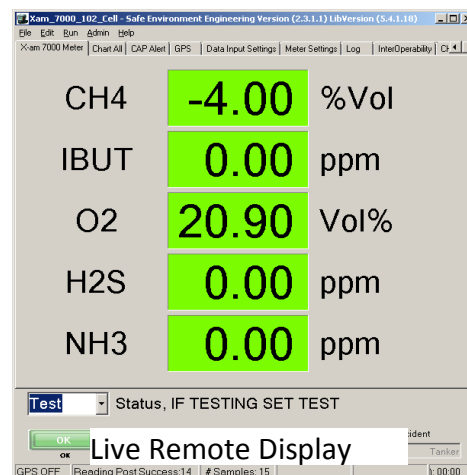 Xam_7000_102_Cell - Safe Environment Engineering Version (2.3.1.1) LibVersion (5.4.1.18)
File Edit Run Admin Help
X-am 7000 Meter Chart All CAP Alert GPS Data Input Settings Meter Settings Log InterOperability
CH4 -4.00 %Vol
IBUT 0.00 ppm
O2 20.90 Vol%
H2S 0.00 ppm
NH3 0.00 ppm
Test Status, IF TESTING SET TEST
OK
OK
Live Remote Display
Tanker
GPS OFF Reading Post Success:14 # Samples: 15